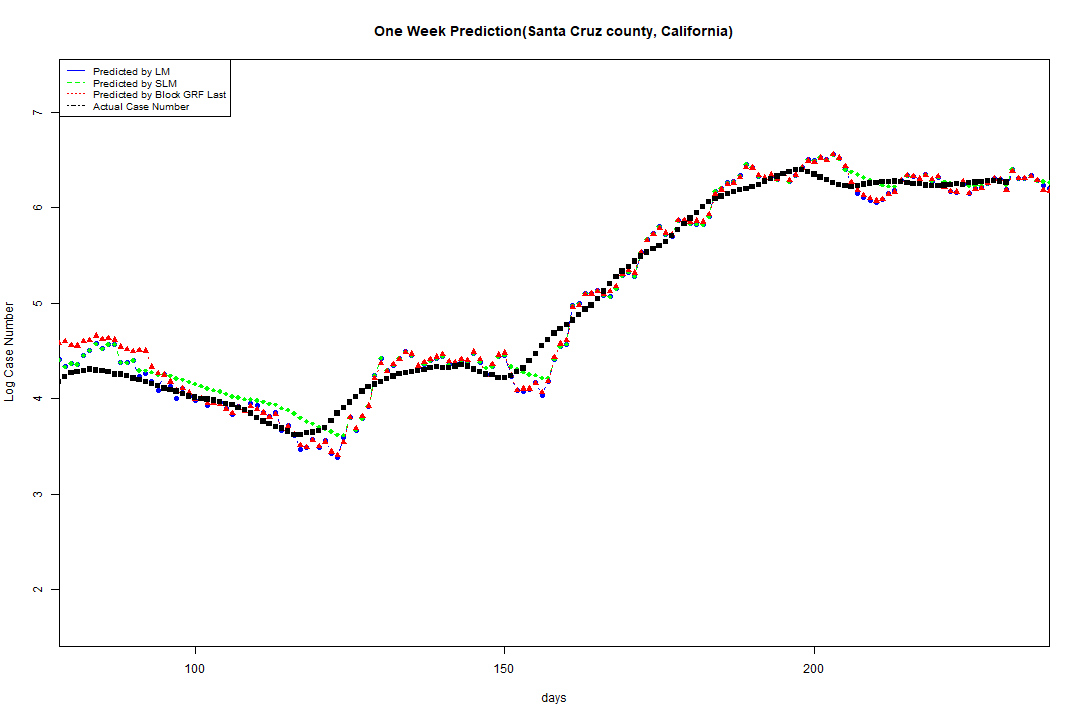 One Week Prediction(Santa Cruz county, California)
Predicted by LM
Predicted by SLM
Predicted by Block GRF Last
Actual Case Number
7
6
5
4
3
2
Log Case Number
100 150 200
days